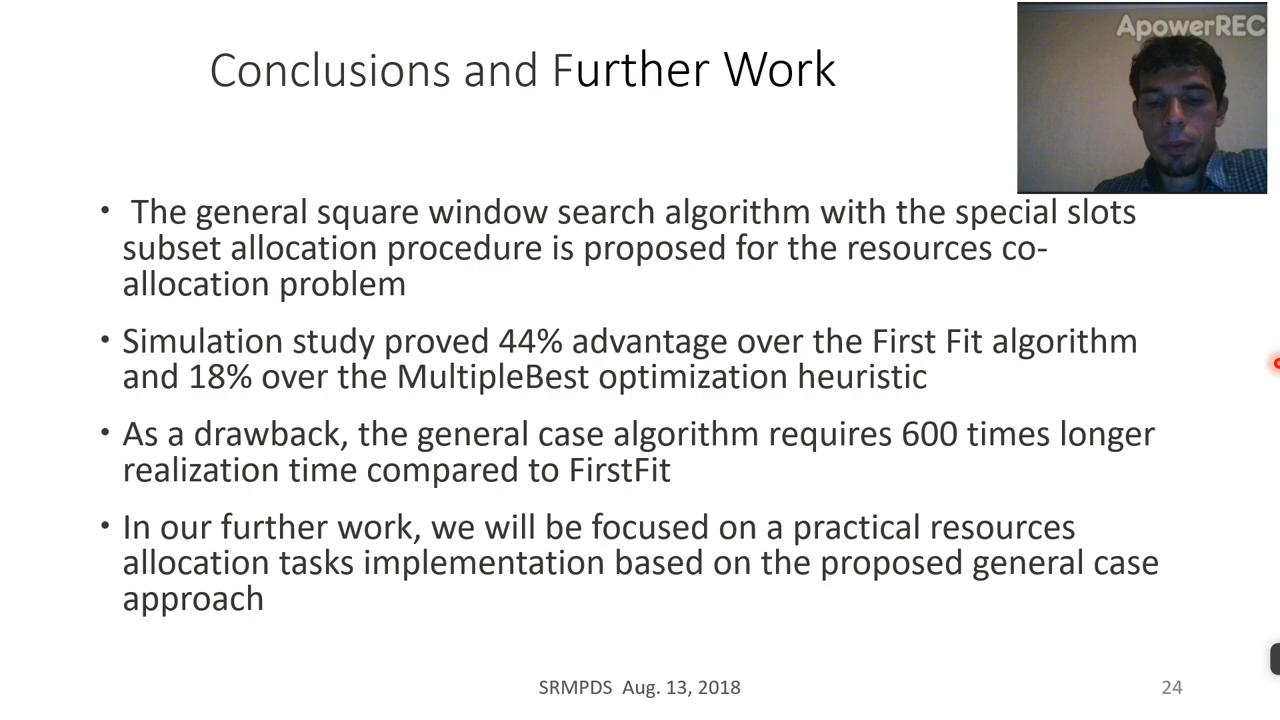 ApowerREC
Conclusions and Further Work
• The general square window search algorithm with the special slots
subset allocation procedure is proposed for the resources co-
allocation problem
• Simulation study proved 44% advantage over the First Fit algorithm
and 18% over the MultipleBest optimization heuristic
• As a drawback, the general case algorithm requires 600 times longer
realization time compared to FirstFit
• In our further work, we will be focused on a practical resources
allocation tasks implementation based on the proposed general case
approach
SRMPDS Aug. 13, 2018
24